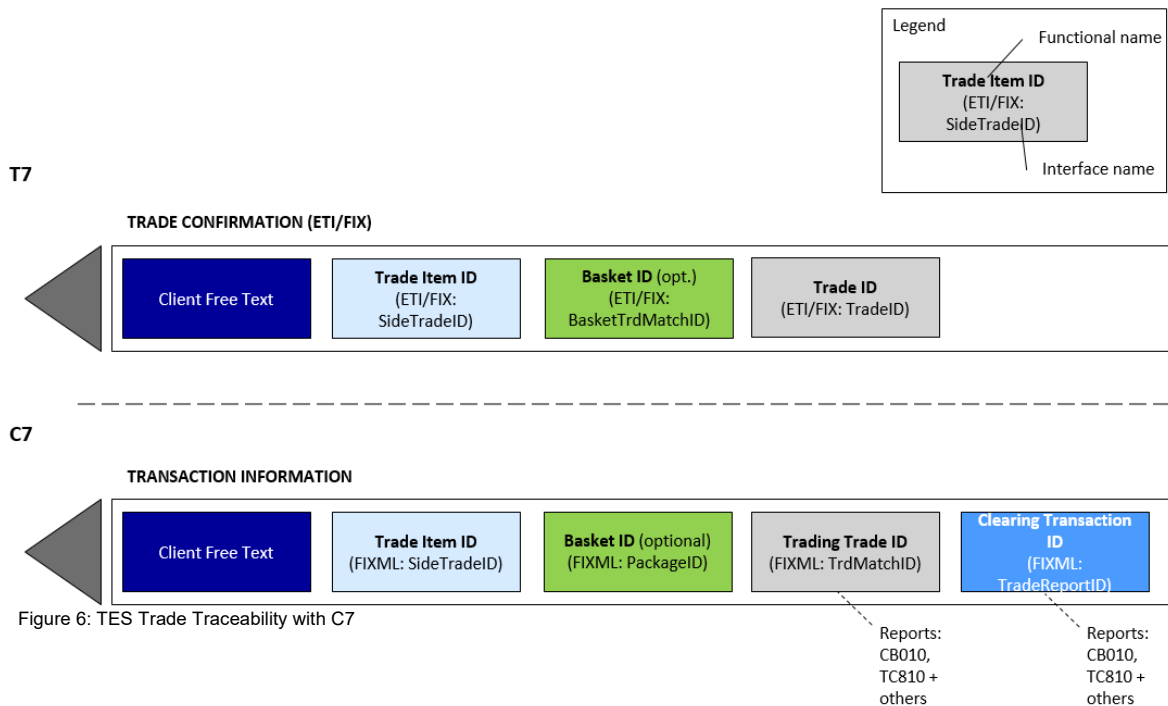 Legend
Functional name
Trade Item ID
(ETI/FIX:
SideTradeID)
Interface name
T7
TRADE CONFIRMATION (ETI/FIX)
Client Free Text
Trade Item ID
(ETI/FIX:
SideTradeID)
Basket ID (opt.)
(ETI/FIX:
BasketTrdMatchID)
Trade ID
(ETI/FIX: TradeID)
C7
TRANSACTION INFORMATION
Client Free Text
Trade Item ID
(FIXML: SideTradeID)
Basket ID (optional)
(FIXML: PackageID)
Trading Trade ID
(FIXML: TrdMatchID)
Clearing Transaction
ID
(FIXML:
TradeReportID)
Figure 6: TES Trade Traceability with C7
Reports:
CB010,
TC810 +
others
Reports:
CB010,
TC810 +
others